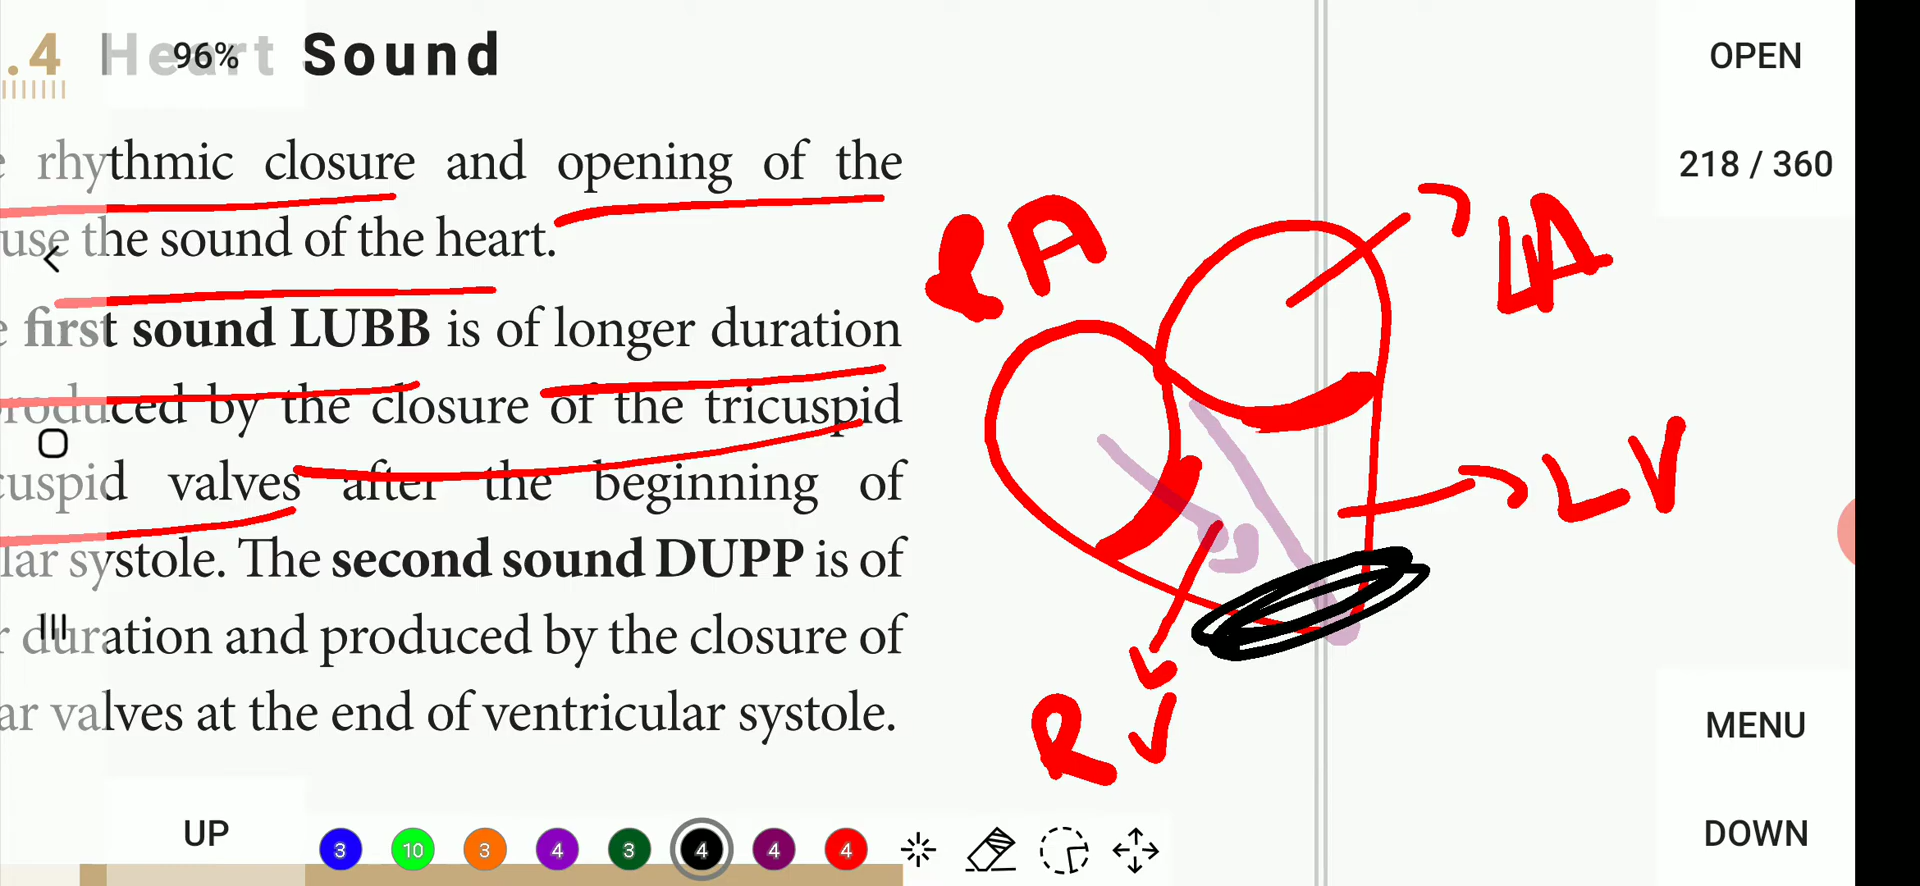 .4 Heart Sound
96%
OPEN
218 / 360
rhythmic closure and opening of the
use the sound of the heart.
first sound LUBB is of longer duration
produced by the closure of the tricuspid
cuspid valves after the beginning of
lar systole. The second sound DUPP is of
r duration and produced by the closure of
ar valves at the end of ventricular systole.
RA
LA
LV
RV
MENU
UP
DOWN
3 10 3 4 3 4 4 4